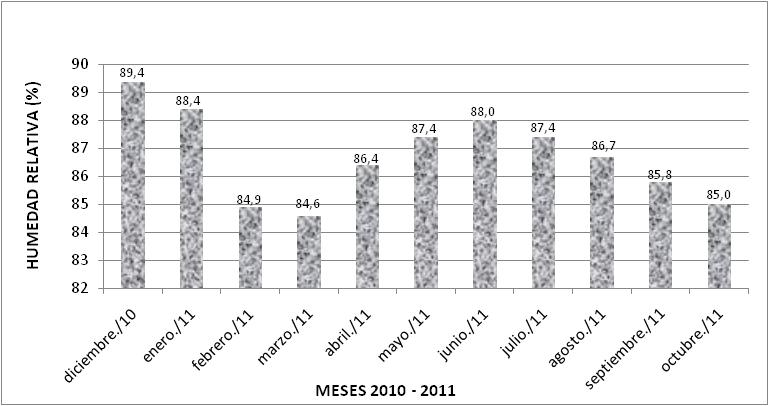 HUMEDAD RELATIVA (%)
90
89
88
87
86
85
84
83
82
89,4
88,4
84,9
84,6
86,4
87,4
88,0
87,4
86,7
85,8
85,0
diciembre./10
enero./11
febrero./11
marzo./11
abril./11
mayo./11
junio./11
julio./11
agosto./11
septiembre./11
octubre./11
MESES 2010 - 2011